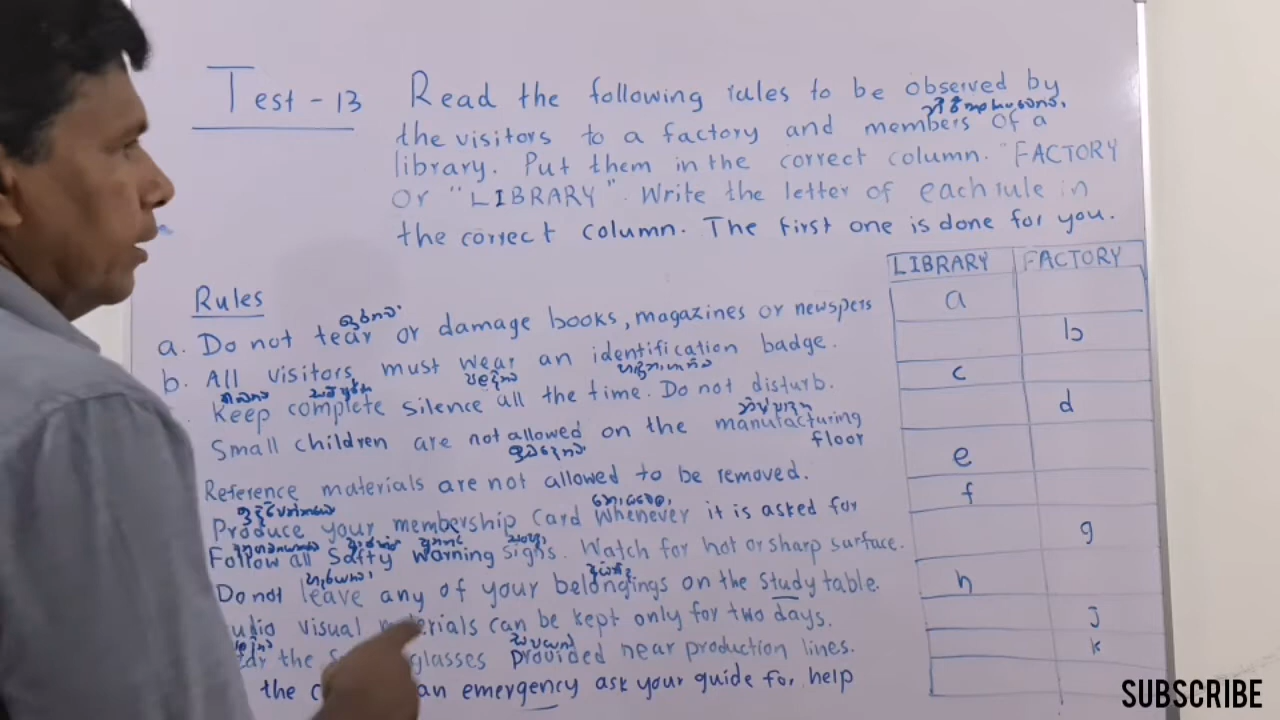 Test - 13
Read the following rules to be observed by
the visitors to a factory and members of a
library. Put them in the correct column. "FACTORY
Or "LIBRARY". Write the letter of each rule in
the correct column. The first one is done for you.
LIBRARY FACTORY
a
b
c
d
e
f
g
h
j
k
Rules
a. Do not tear or damage books, magazines or newspers
b. All visitors must wear an identification badge.
Keep complete silence all the time. Do not disturb.
Small children are not allowed on the manufacturing
floor
Reference materials are not allowed to be removed.
Produce your membership card whenever it is asked for
Follow all Safty warning signs. Watch for hot or sharp surface.
Do not leave any of your belongings on the study table.
visual materials can be kept only for two days.
the glasses provided near production lines.
the an emergency ask your guide for help
SUBSCRIBE